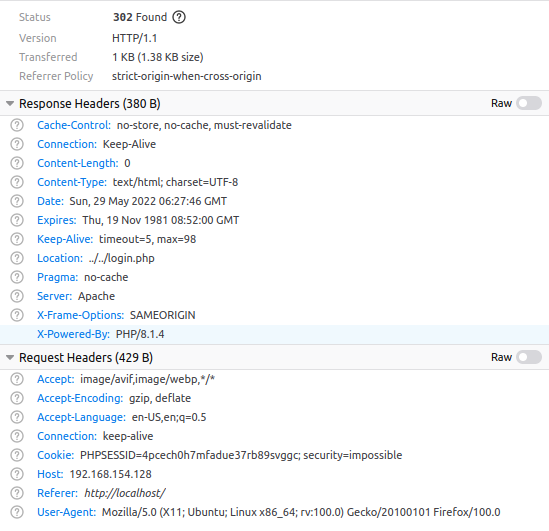 Status 302 Found
Version HTTP/1.1
Transferred 1 KB (1.38 KB size)
Referrer Policy strict-origin-when-cross-origin
Response Headers (380 B) Raw
Cache-Control: no-store, no-cache, must-revalidate
Connection: Keep-Alive
Content-Length: 0
Content-Type: text/html; charset=UTF-8
Date: Sun, 29 May 2022 06:27:46 GMT
Expires: Thu, 19 Nov 1981 08:52:00 GMT
Keep-Alive: timeout=5, max=98
Location: ../../login.php
Pragma: no-cache
Server: Apache
X-Frame-Options: SAMEORIGIN
X-Powered-By: PHP/8.1.4
Request Headers (429 B) Raw
Accept: image/avif,image/webp,*/*
Accept-Encoding: gzip, deflate
Accept-Language: en-US,en;q=0.5
Connection: keep-alive
Cookie: PHPSESSID=4pcech0h7mfadue37rb89svggc; security=impossible
Host: 192.168.154.128
Referer: http://localhost/
User-Agent: Mozilla/5.0 (X11; Ubuntu; Linux x86_64; rv:100.0) Gecko/20100101 Firefox/100.0